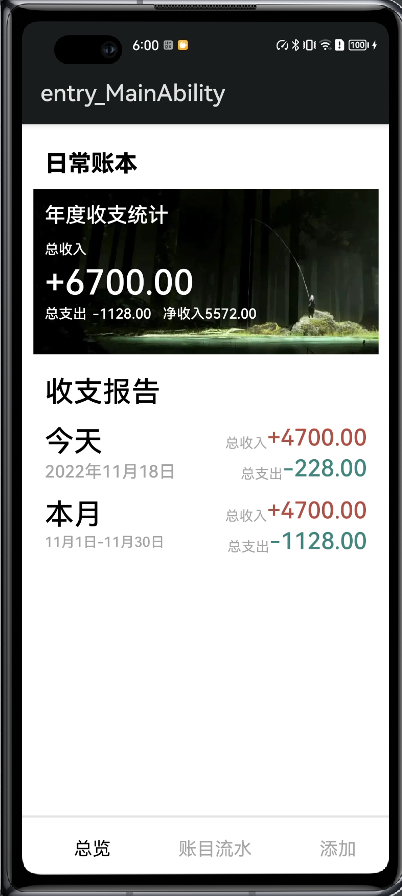 6:00
100
entry_MainAbility
日常账本
年度收支统计
总收入
+6700.00
总支出 -1128.00 净收入5572.00
收支报告
今天 总收入+4700.00
2022年11月18日 总支出-228.00
本月 总收入+4700.00
11月1日-11月30日 总支出-1128.00
总览 账目流水 添加